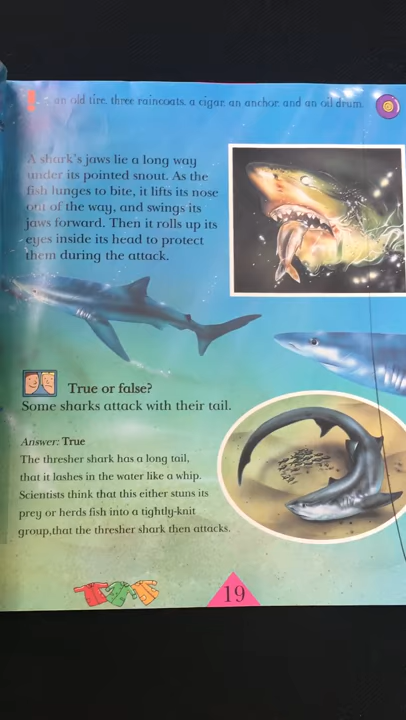 an old tire, three raincoats, a cigar, an anchor, and an oil drum.
A shark's jaws lie a long way
under its pointed snout. As the
fish lunges to bite, it lifts its nose
out of the way, and swings its
jaws forward. Then it rolls up its
eyes inside its head to protect
them during the attack.
True or false?
Some sharks attack with their tail.
Answer: True
The thresher shark has a long tail,
that it lashes in the water like a whip.
Scientists think that this either stuns its
prey or herds fish into a tightly-knit
group,that the thresher shark then attacks.
19